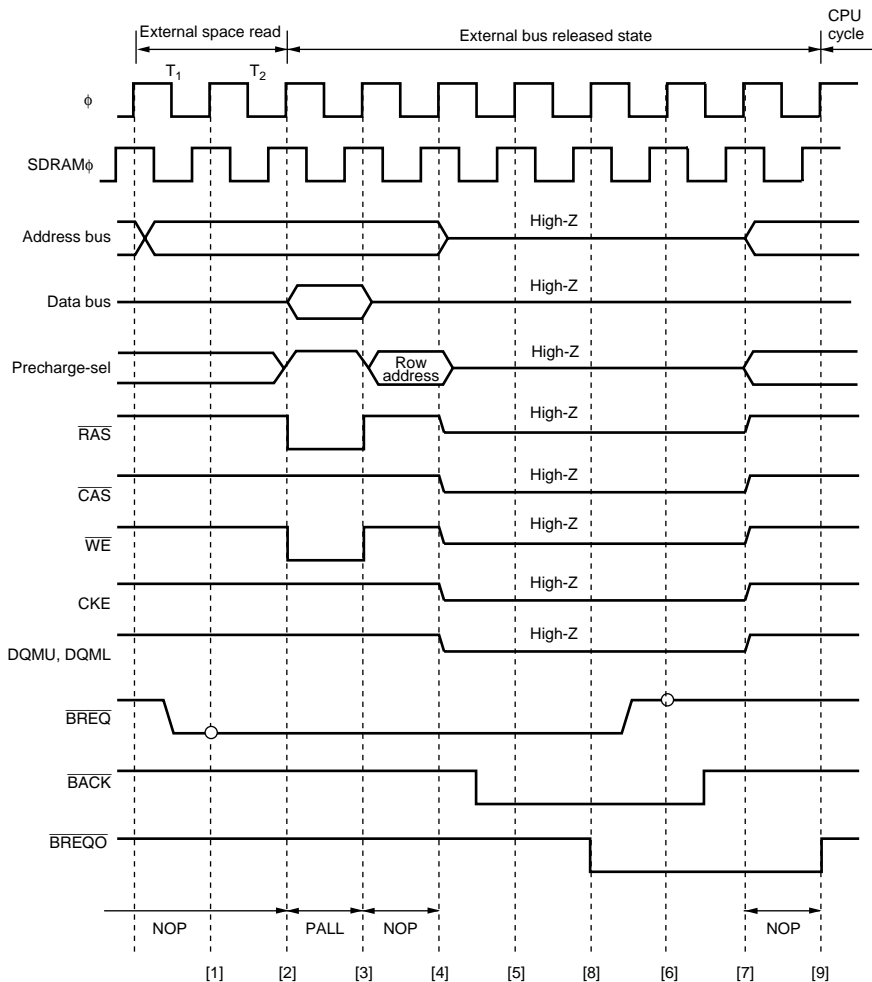 External space read
External bus released state
CPU
cycle
T1
T2
ϕ
SDRAMϕ
Address bus
High-Z
Data bus
High-Z
Precharge-sel
Row
address
High-Z
RAS
High-Z
CAS
High-Z
WE
High-Z
CKE
High-Z
DQMU, DQML
High-Z
BREQ
BACK
BREQO
NOP
PALL
NOP
NOP
[1]
[2]
[3]
[4]
[5]
[8]
[6]
[7]
[9]